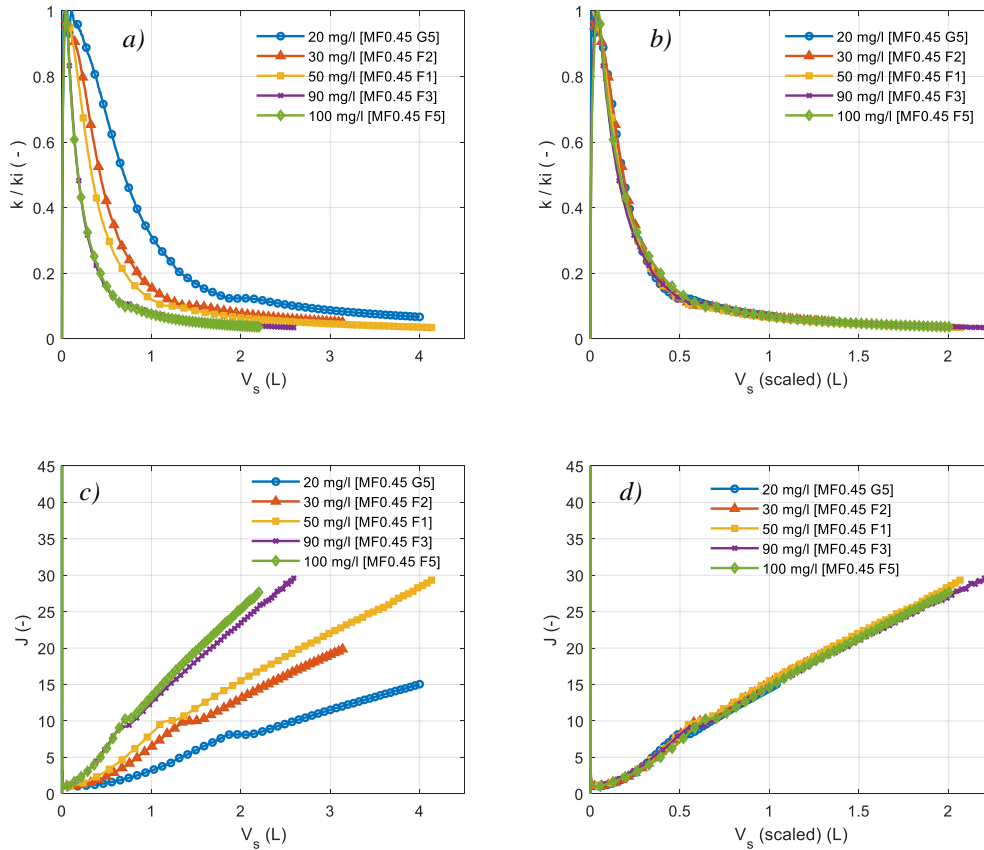 a)
20 mg/l [MF0.45 G5]
30 mg/l [MF0.45 F2]
50 mg/l [MF0.45 F1]
90 mg/l [MF0.45 F3]
100 mg/l [MF0.45 F5]
k / ki ( - )
1
0.8
0.6
0.4
0.2
0
0 1 2 3 4
V_s (L)
b)
20 mg/l [MF0.45 G5]
30 mg/l [MF0.45 F2]
50 mg/l [MF0.45 F1]
90 mg/l [MF0.45 F3]
100 mg/l [MF0.45 F5]
k / ki ( - )
1
0.8
0.6
0.4
0.2
0
0 0.5 1 1.5 2
V_s (scaled) (L)
c)
20 mg/l [MF0.45 G5]
30 mg/l [MF0.45 F2]
50 mg/l [MF0.45 F1]
90 mg/l [MF0.45 F3]
100 mg/l [MF0.45 F5]
J (-)
45
40
35
30
25
20
15
10
5
0
0 1 2 3 4
V_s (L)
d)
20 mg/l [MF0.45 G5]
30 mg/l [MF0.45 F2]
50 mg/l [MF0.45 F1]
90 mg/l [MF0.45 F3]
100 mg/l [MF0.45 F5]
J (-)
45
40
35
30
25
20
15
10
5
0
0 0.5 1 1.5 2
V_s (scaled) (L)